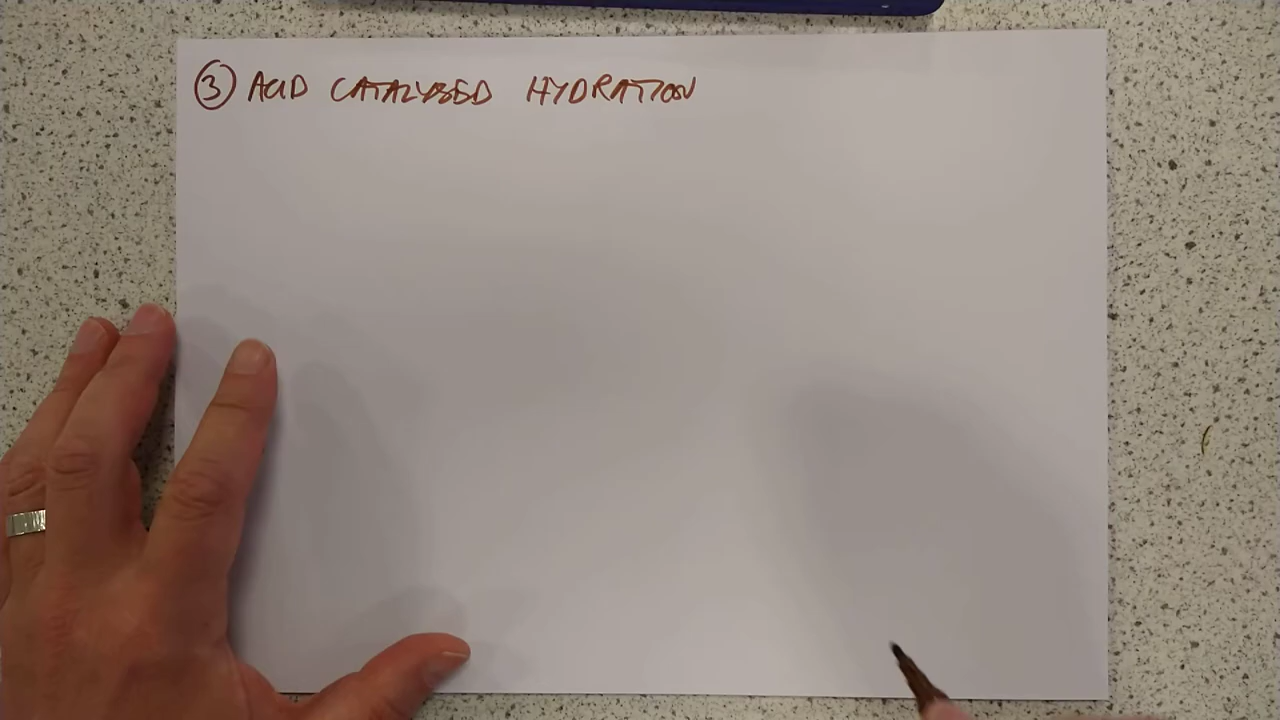 ③ ACID CATALYSED HYDRATION